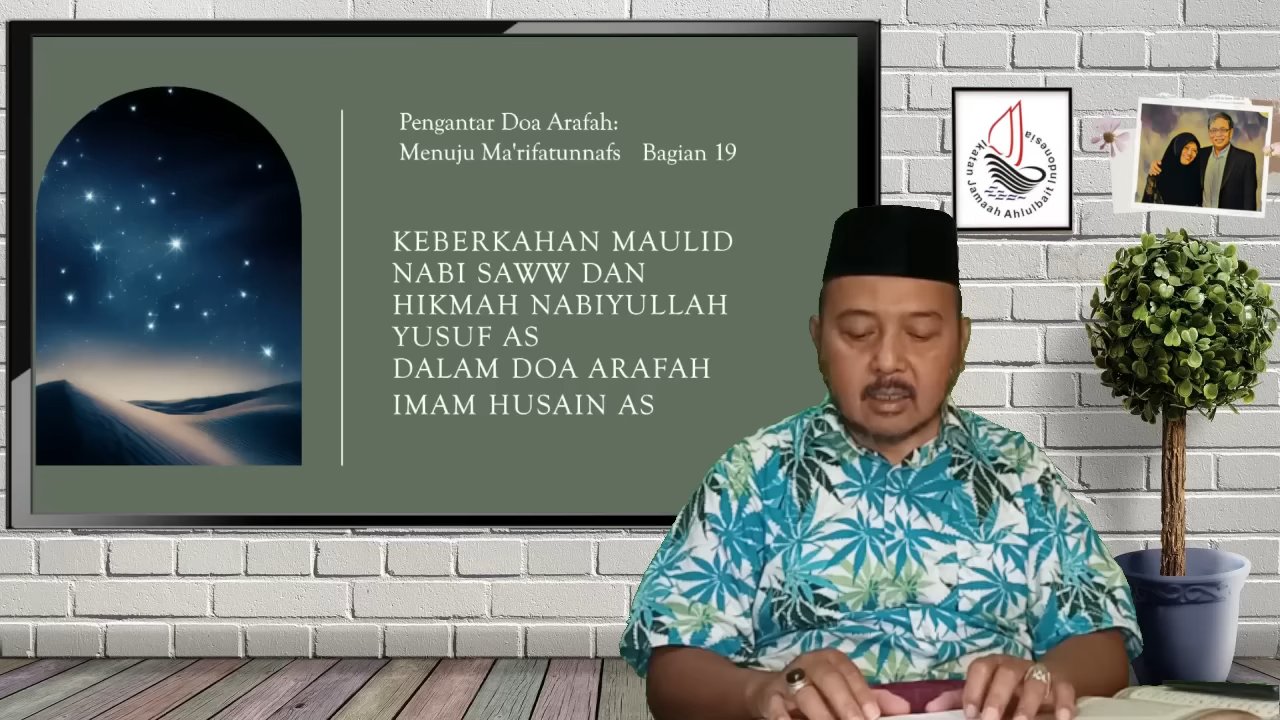 Pengantar Doa Arafah:
Menuju Ma'rifatunnafs Bagian 19
KEBERKAHAN MAULID
NABI SAWW DAN
HIKMAH NABIYULLAH
YUSUF AS
DALAM DOA ARAFAH
IMAM HUSAIN AS
Ikatan Jamaah Ahlulbait Indonesia